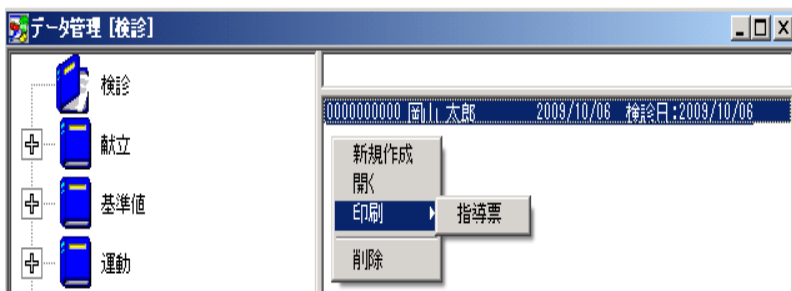 データ管理 [検診]
検診
献立
基準値
運動
0000000000 岡山 太郎 2009/10/06 検診日:2009/10/06
新規作成
開く
印刷
指導票
削除